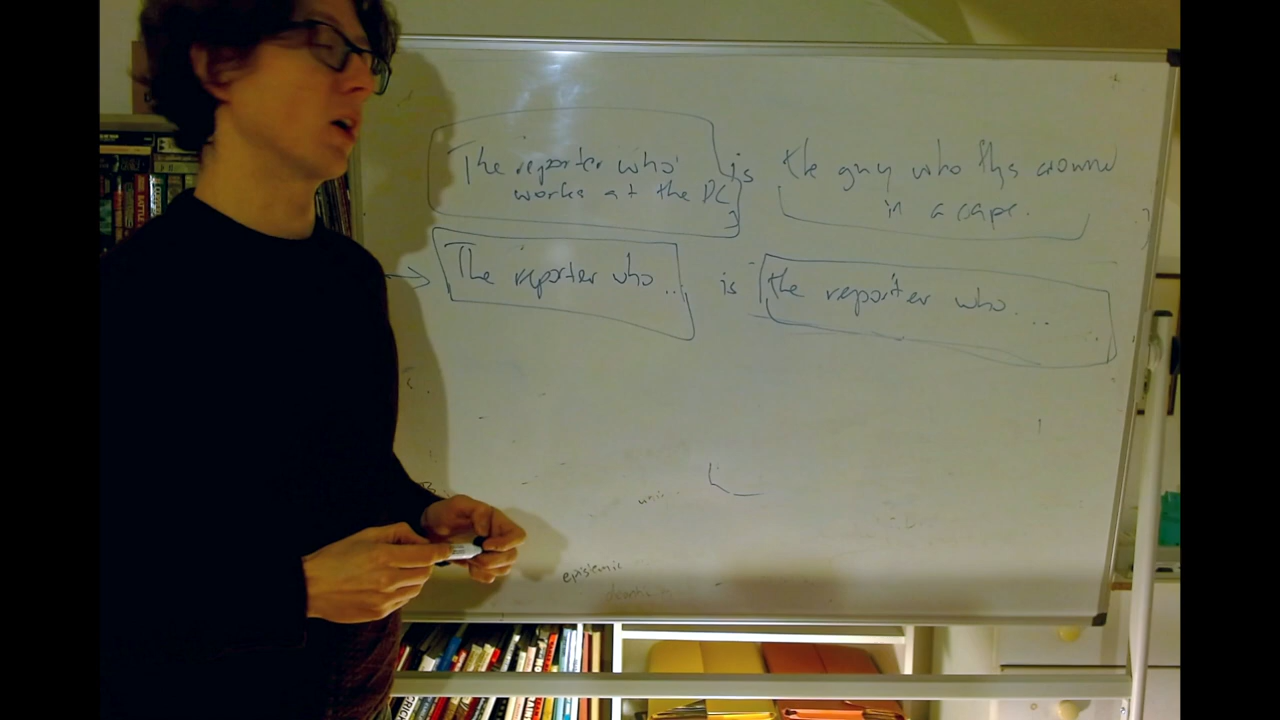 The reporter who is the guy who flys around
works at the DC in a cape.
The reporter who... is the reporter who...
epistemic